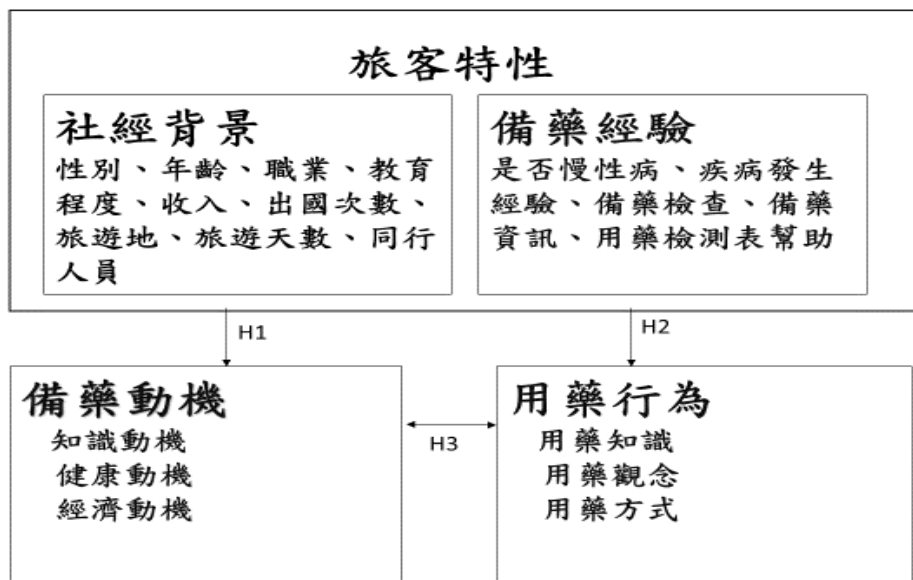 旅客特性
社經背景
性別、年齡、職業、教育
程度、收入、出國次數、
旅遊地、旅遊天數、同行
人員
備藥經驗
是否慢性病、疾病發生
經驗、備藥檢查、備藥
資訊、用藥檢測表幫助
H1
H2
備藥動機
知識動機
健康動機
經濟動機
H3
用藥行為
用藥知識
用藥觀念
用藥方式